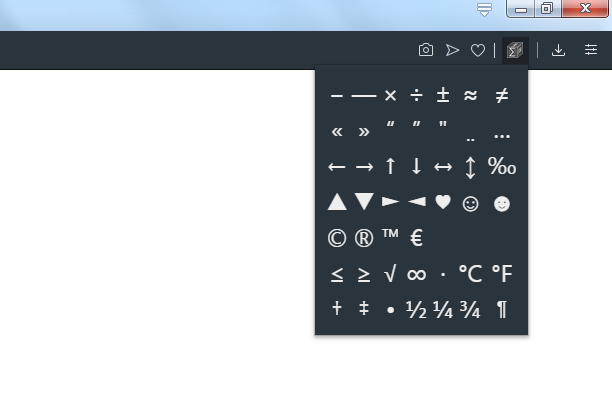 – — × ÷ ± ≈ ≠
« » “ ” " .. ...
← → ↑ ↓ ↔ ↕ ‰
▲ ▼ ► ◄ ♥ ☺ ☻
© ® ™ €
≤ ≥ √ ∞ · °C °F
† ‡ • ½ ¼ ¾ ¶